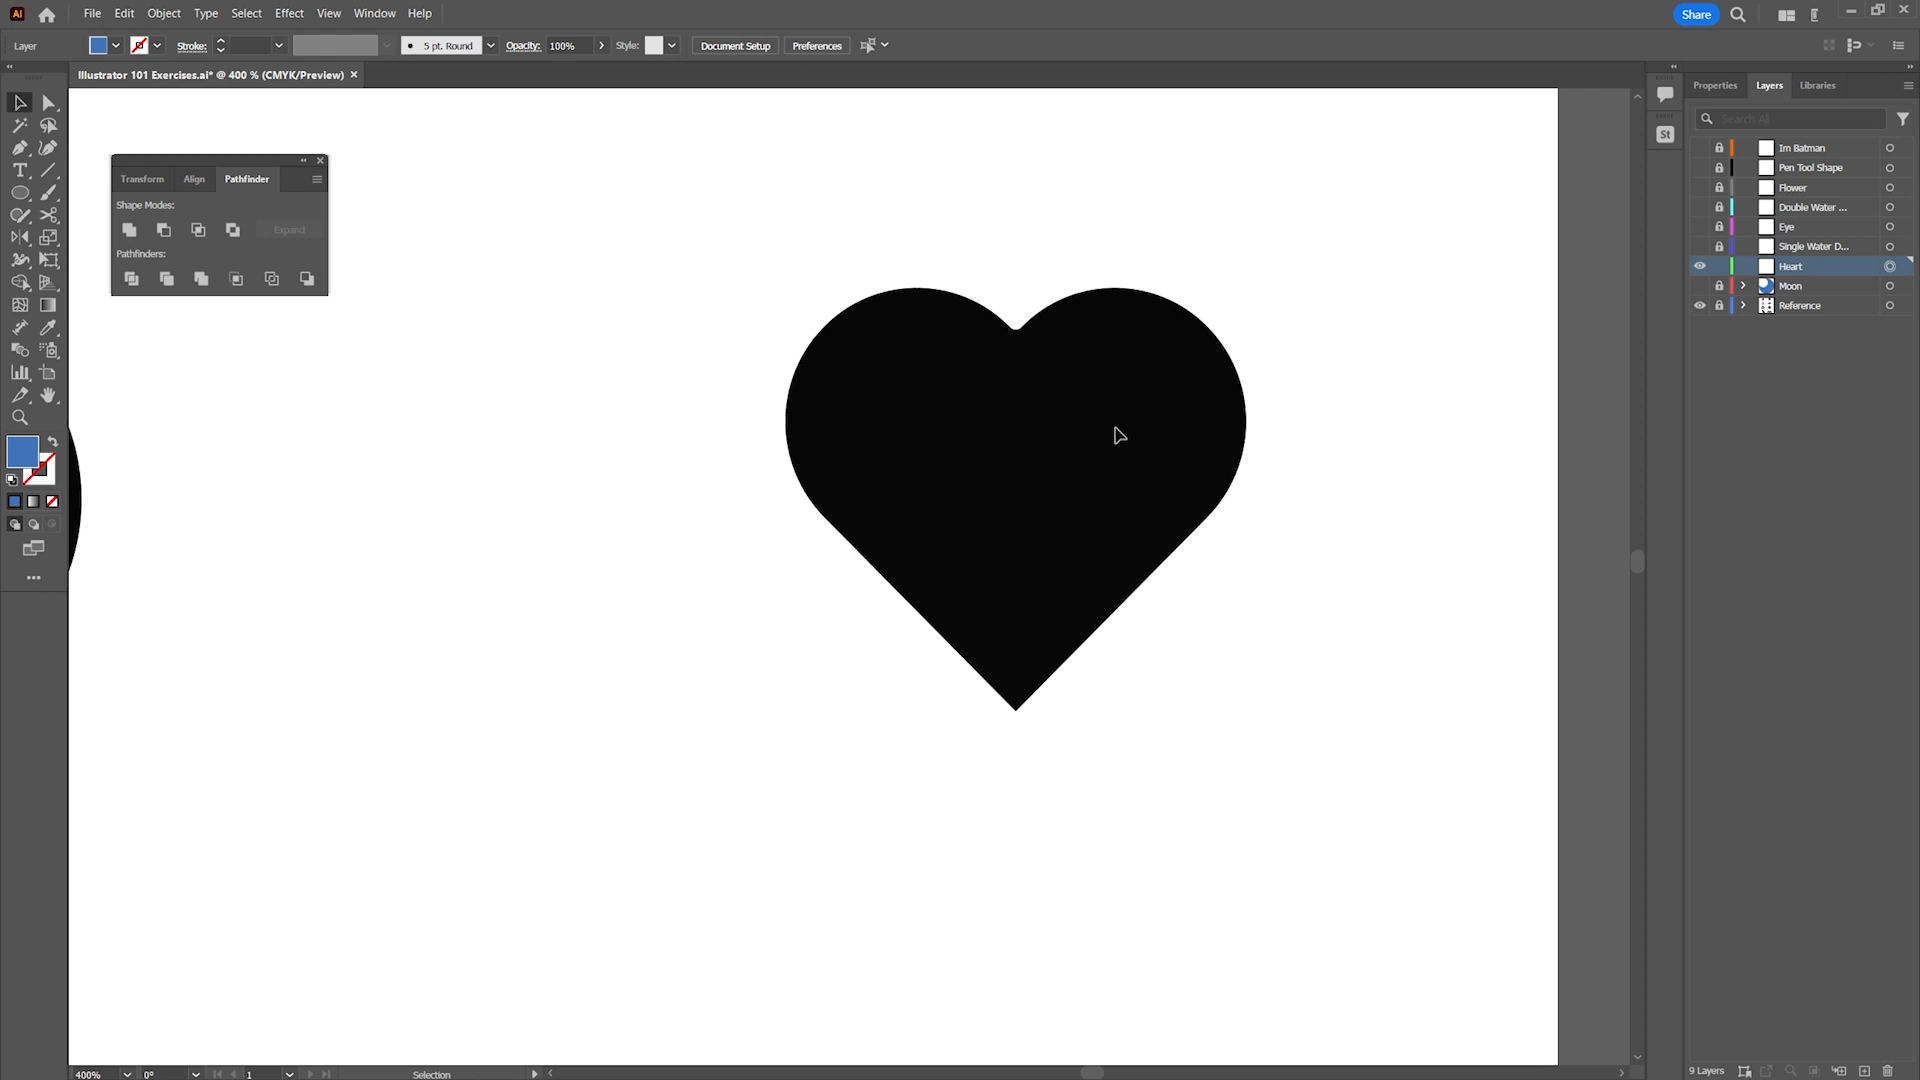 Ai File Edit Object Type Select Effect View Window Help Share
Layer Stroke: 5 pt. Round Opacity: 100% Style: Document Setup Preferences
Illustrator 101 Exercises.ai* @ 400 % (CMYK/Preview) ×
Properties Layers Libraries
Search All
St
Im Batman
Pen Tool Shape
Flower
Double Water ...
Eye
Single Water D...
Heart
Moon
Reference
Transform Align Pathfinder
Shape Modes:
Expand
Pathfinders:
400% 0° 1 Selection
9 Layers